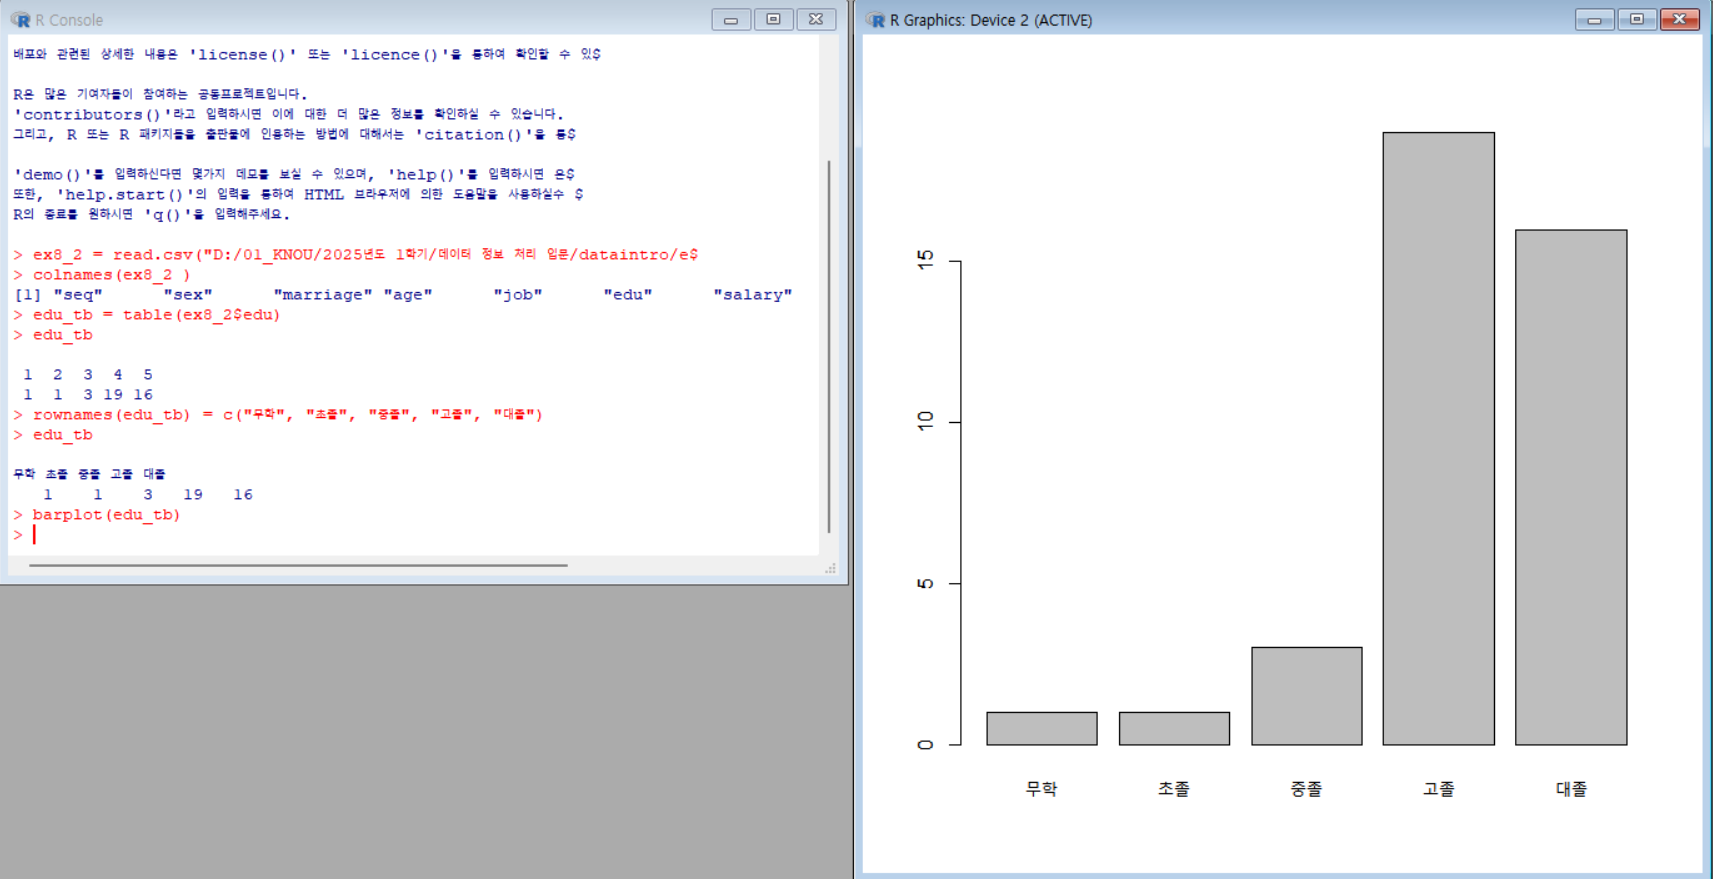 R Console
배포와 관련된 상세한 내용은 'license()' 또는 'licence()'을 통하여 확인할 수 있$
R은 많은 기여자들이 참여하는 공동프로젝트입니다.
'contributors()'라고 입력하시면 이에 대한 더 많은 정보를 확인하실 수 있습니다.
그리고, R 또는 R 패키지들을 출판물에 인용하는 방법에 대해서는 'citation()'을 통$
'demo()'를 입력하신다면 몇가지 데모를 보실 수 있으며, 'help()'를 입력하시면 온$
또한, 'help.start()'의 입력을 통하여 HTML 브라우저에 의한 도움말을 사용하실수 $
R의 종료를 원하시면 'q()'을 입력해주세요.
> ex8_2 = read.csv("D:/01_KNOU/2025년도 1학기/데이터 정보 처리 입문/dataintro/e$
> colnames(ex8_2 )
[1] "seq" "sex" "marriage" "age" "job" "edu" "salary"
> edu_tb = table(ex8_2$edu)
> edu_tb
1 2 3 4 5
1 1 3 19 16
> rownames(edu_tb) = c("무학", "초졸", "중졸", "고졸", "대졸")
> edu_tb
무학 초졸 중졸 고졸 대졸
1 1 3 19 16
> barplot(edu_tb)
>
R Graphics: Device 2 (ACTIVE)
15
10
5
0
무학 초졸 중졸 고졸 대졸